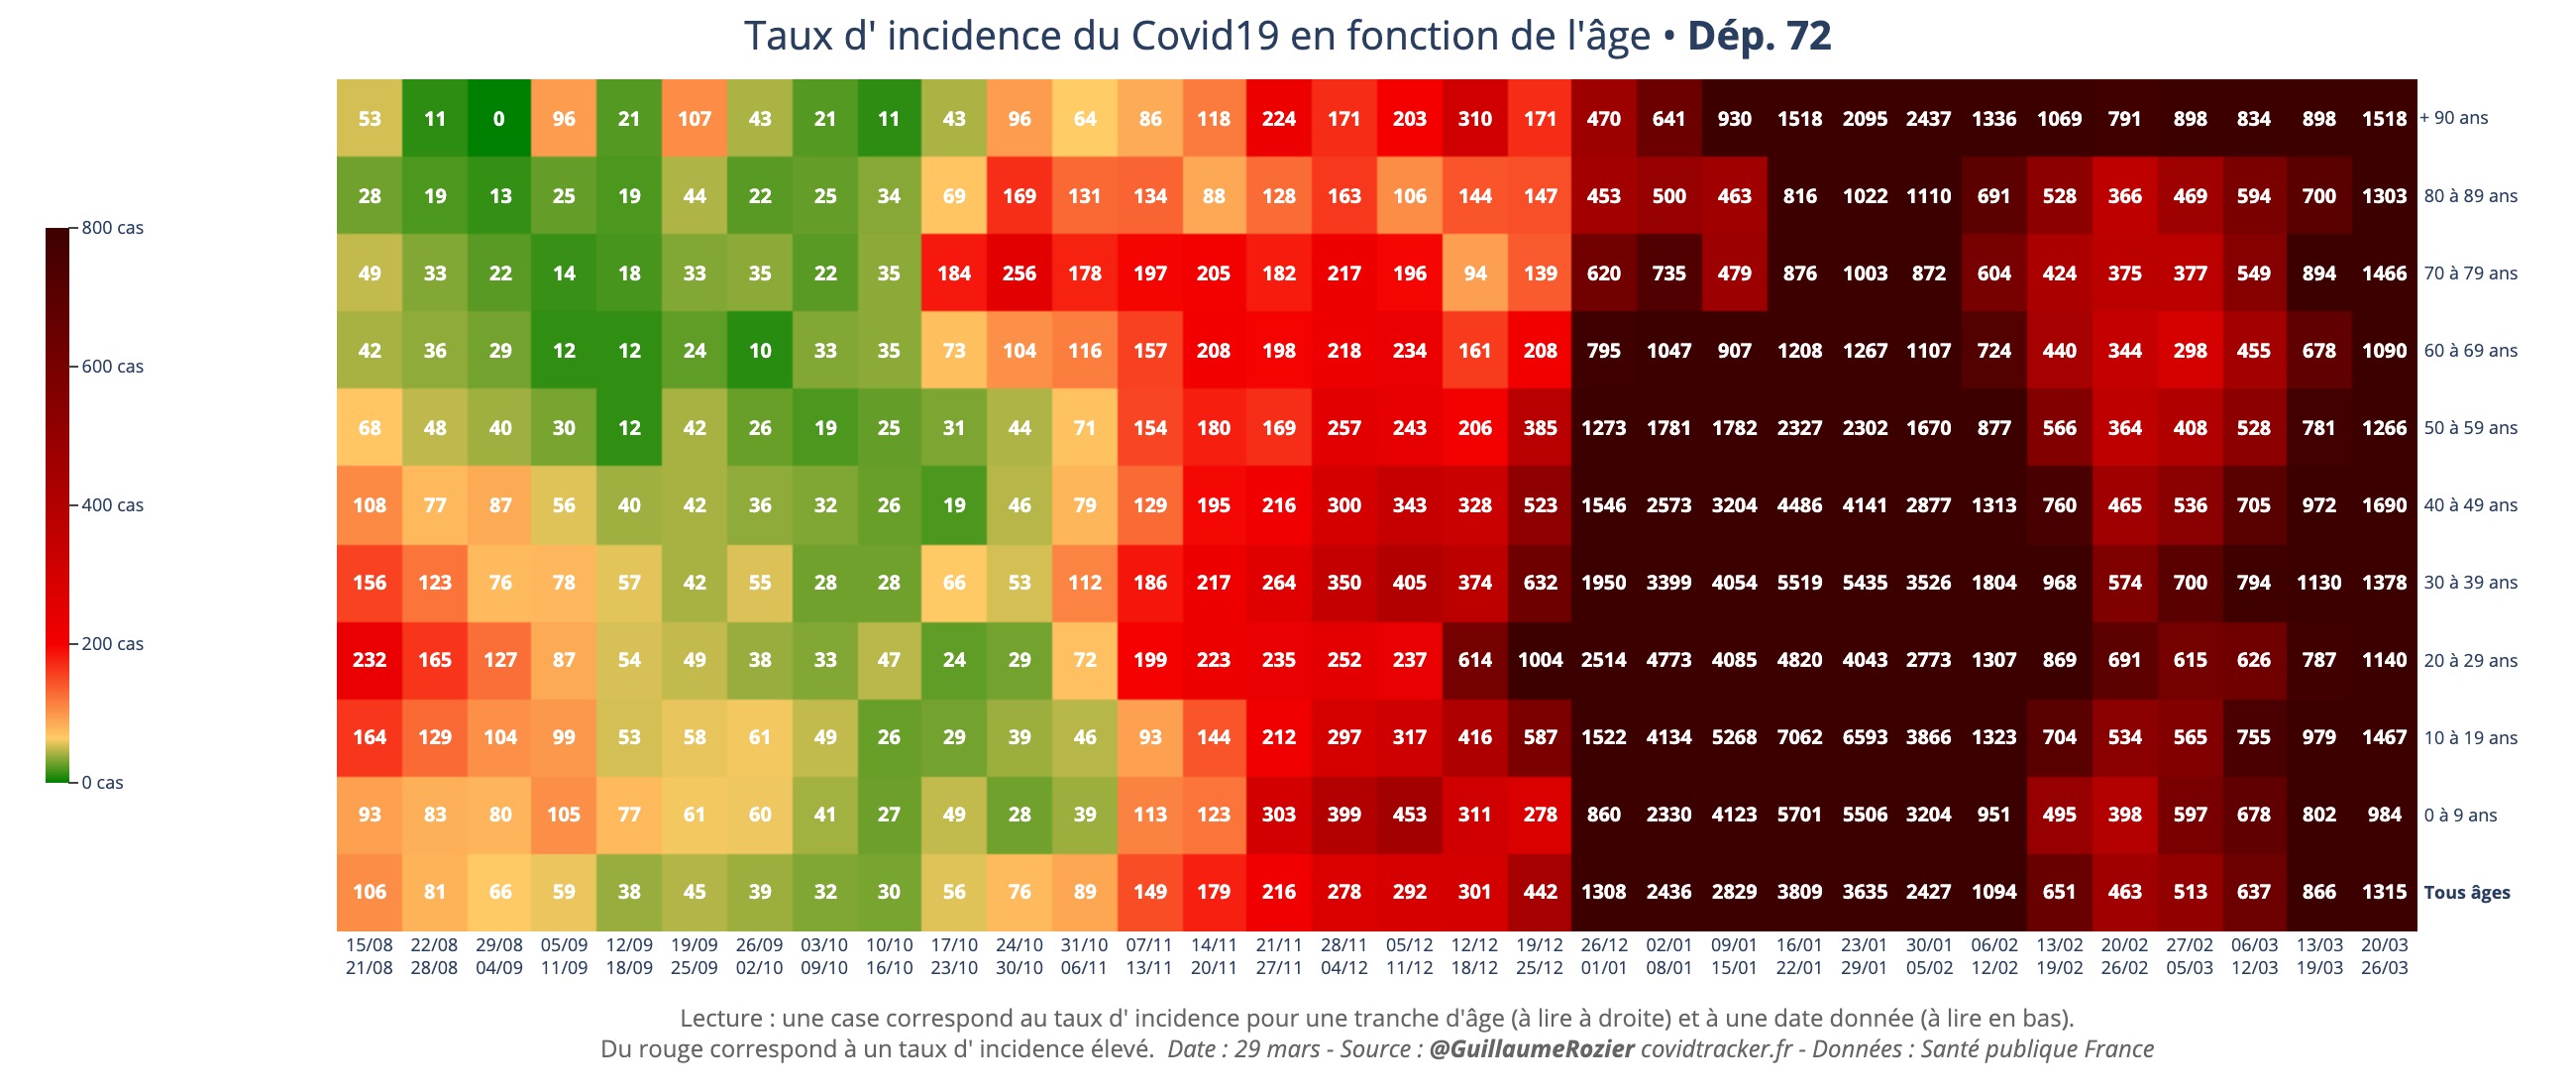 Taux d' incidence du Covid19 en fonction de l'âge • Dép. 72
53 11 0 96 21 107 43 21 11 43 96 64 86 118 224 171 203 310 171 470 641 930 1518 2095 2437 1336 1069 791 898 834 898 1518 + 90 ans
28 19 13 25 19 44 22 25 34 69 169 131 134 88 128 163 106 144 147 453 500 463 816 1022 1110 691 528 366 469 594 700 1303 80 à 89 ans
49 33 22 14 18 33 35 22 35 184 256 178 197 205 182 217 196 94 139 620 735 479 876 1003 872 604 424 375 377 549 894 1466 70 à 79 ans
42 36 29 12 12 24 10 33 35 73 104 116 157 208 198 218 234 161 208 795 1047 907 1208 1267 1107 724 440 344 298 455 678 1090 60 à 69 ans
68 48 40 30 12 42 26 19 25 31 44 71 154 180 169 257 243 206 385 1273 1781 1782 2327 2302 1670 877 566 364 408 528 781 1266 50 à 59 ans
108 77 87 56 40 42 36 32 26 19 46 79 129 195 216 300 343 328 523 1546 2573 3204 4486 4141 2877 1313 760 465 536 705 972 1690 40 à 49 ans
156 123 76 78 57 42 55 28 28 66 53 112 186 217 264 350 405 374 632 1950 3399 4054 5519 5435 3526 1804 968 574 700 794 1130 1378 30 à 39 ans
232 165 127 87 54 49 38 33 47 24 29 72 199 223 235 252 237 614 1004 2514 4773 4085 4820 4043 2773 1307 869 691 615 626 787 1140 20 à 29 ans
164 129 104 99 53 58 61 49 26 29 39 46 93 144 212 297 317 416 587 1522 4134 5268 7062 6593 3866 1323 704 534 565 755 979 1467 10 à 19 ans
93 83 80 105 77 61 60 41 27 49 28 39 113 123 303 399 453 311 278 860 2330 4123 5701 5506 3204 951 495 398 597 678 802 984 0 à 9 ans
106 81 66 59 38 45 39 32 30 56 76 89 149 179 216 278 292 301 442 1308 2436 2829 3809 3635 2427 1094 651 463 513 637 866 1315 Tous âges
15/08 22/08 29/08 05/09 12/09 19/09 26/09 03/10 10/10 17/10 24/10 31/10 07/11 14/11 21/11 28/11 05/12 12/12 19/12 26/12 02/01 09/01 16/01 23/01 30/01 06/02 13/02 20/02 27/02 06/03 13/03 20/03
21/08 28/08 04/09 11/09 18/09 25/09 02/10 09/10 16/10 23/10 30/10 06/11 13/11 20/11 27/11 04/12 11/12 18/12 25/12 01/01 08/01 15/01 22/01 29/01 05/02 12/02 19/02 26/02 05/03 12/03 19/03 26/03
800 cas
600 cas
400 cas
200 cas
0 cas
Lecture : une case correspond au taux d' incidence pour une tranche d'âge (à lire à droite) et à une date donnée (à lire en bas).
Du rouge correspond à un taux d' incidence élevé. Date : 29 mars - Source : @GuillaumeRozier covidtracker.fr - Données : Santé publique France